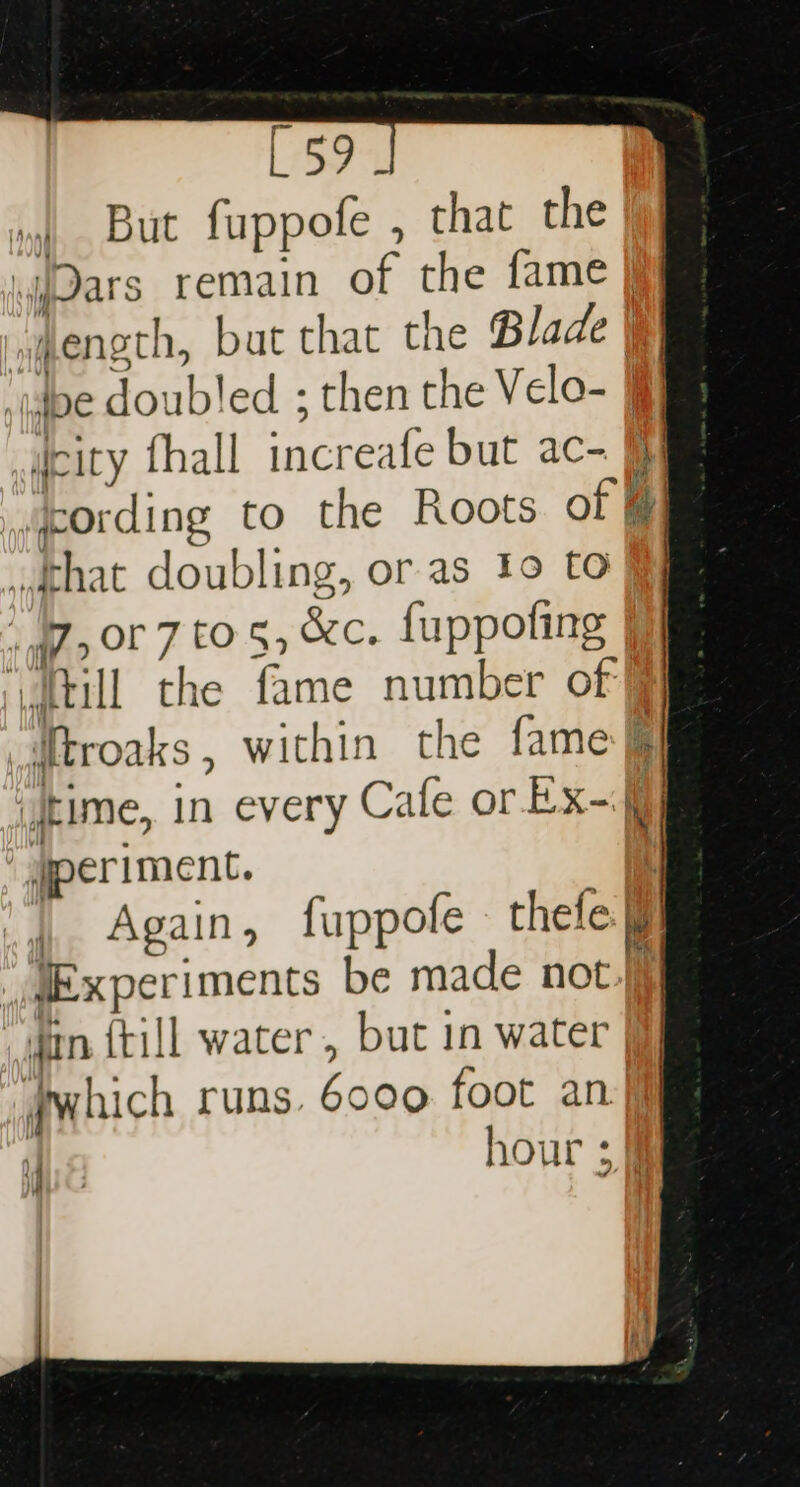 [ 59 ]
But ſuppoſe , that the
Oars remain of the ſame
length, but that the Blade
be doubled ; then the Velo-
city ſhall increaſe but ac-
cording to the Roots of
that doubling, or as 10 to
7, or 7 to 5, &c. ſuppoſing
ſtill the ſame number of
ſtroaks , within the ſame
time, in every Caſe or Ex-
periment.
Again, ſuppoſe theſe
Experiments be made not
in ſtill water , but in water
which runs 6000 foot an
hour ;